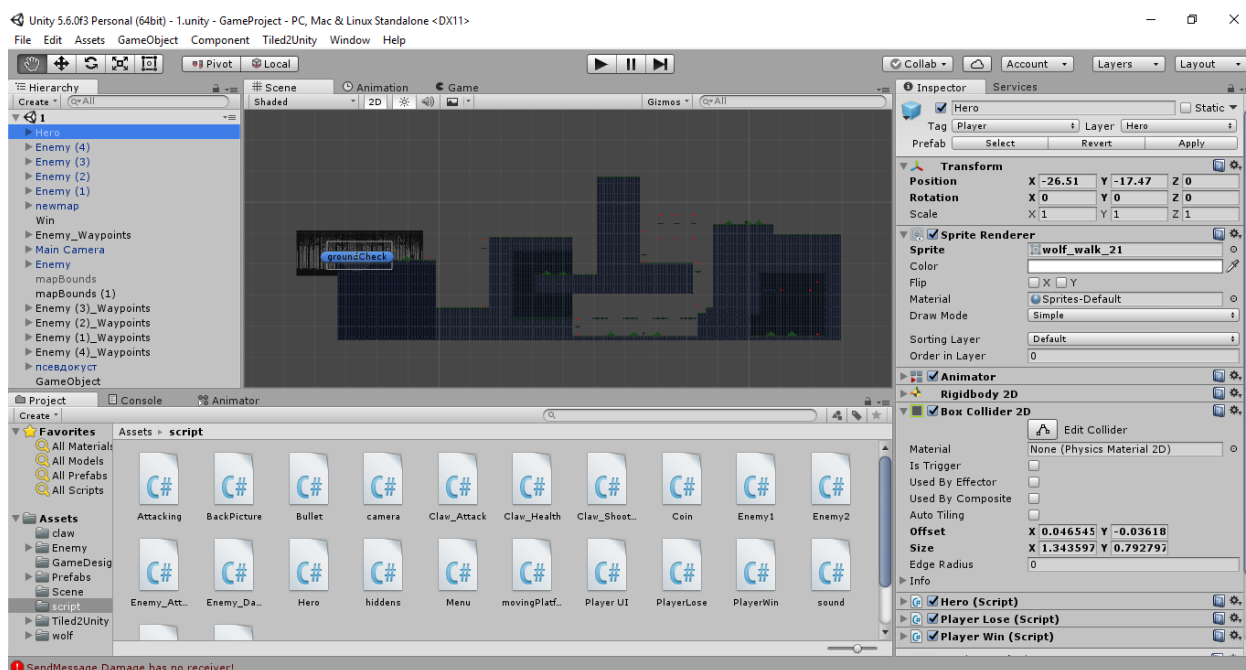 Unity 5.6.0f3 Personal (64bit) - 1.unity - GameProject - PC, Mac & Linux Standalone <DX11>
File Edit Assets GameObject Component Tiled2Unity Window Help
Pivot Local Collab Account Layers Layout
Hierarchy
Create All
1
Hero
Enemy (4)
Enemy (3)
Enemy (2)
Enemy (1)
newmap
Win
Enemy_Waypoints
Main Camera
Enemy
mapBounds
mapBounds (1)
Enemy (3)_Waypoints
Enemy (2)_Waypoints
Enemy (1)_Waypoints
Enemy (4)_Waypoints
псевдокуст
GameObject
Scene Animation Game
Shaded 2D Gizmos All
groundCheck
Inspector Services
Hero Static
Tag Player Layer Hero
Prefab Select Revert Apply
Transform
Position X -26.51 Y -17.47 Z 0
Rotation X 0 Y 0 Z 0
Scale X 1 Y 1 Z 1
Sprite Renderer
Sprite wolf_walk_21
Color
Flip X Y
Material Sprites-Default
Draw Mode Simple
Sorting Layer Default
Order in Layer 0
Animator
Rigidbody 2D
Box Collider 2D
Edit Collider
Material None (Physics Material 2D)
Is Trigger
Used By Effector
Used By Composite
Auto Tiling
Offset X 0.046545 Y -0.03618
Size X 1.343597 Y 0.792797
Edge Radius 0
Info
Hero (Script)
Player Lose (Script)
Player Win (Script)
Project Console Animator
Create
Favorites
All Materials
All Models
All Prefabs
All Scripts
Assets
claw
Enemy
GameDesig
Prefabs
Scene
script
Tiled2Unity
wolf
Assets script
C# C# C# C# C# C# C# C# C# C#
Attacking BackPicture Bullet camera Claw_Attack Claw_Health Claw_Shoot... Coin Enemy1 Enemy2
C# C# C# C# C# C# C# C# C# C#
Enemy_Att... Enemy_Da... Hero hiddens Menu movingPlatf... Player UI PlayerLose PlayerWin sound
SendMessage Damage has no receiver!